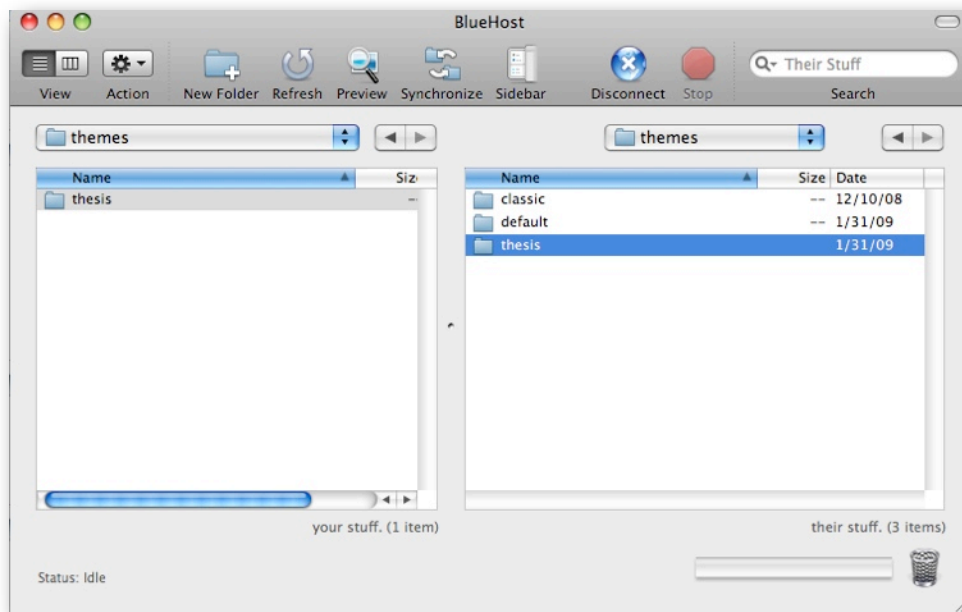 BlueHost
Their Stuff
View Action New Folder Refresh Preview Synchronize Sidebar Disconnect Stop Search
themes
themes
Name Siz
thesis --
Name Size Date
classic -- 12/10/08
default -- 1/31/09
thesis 1/31/09
your stuff. (1 item)
their stuff. (3 items)
Status: Idle